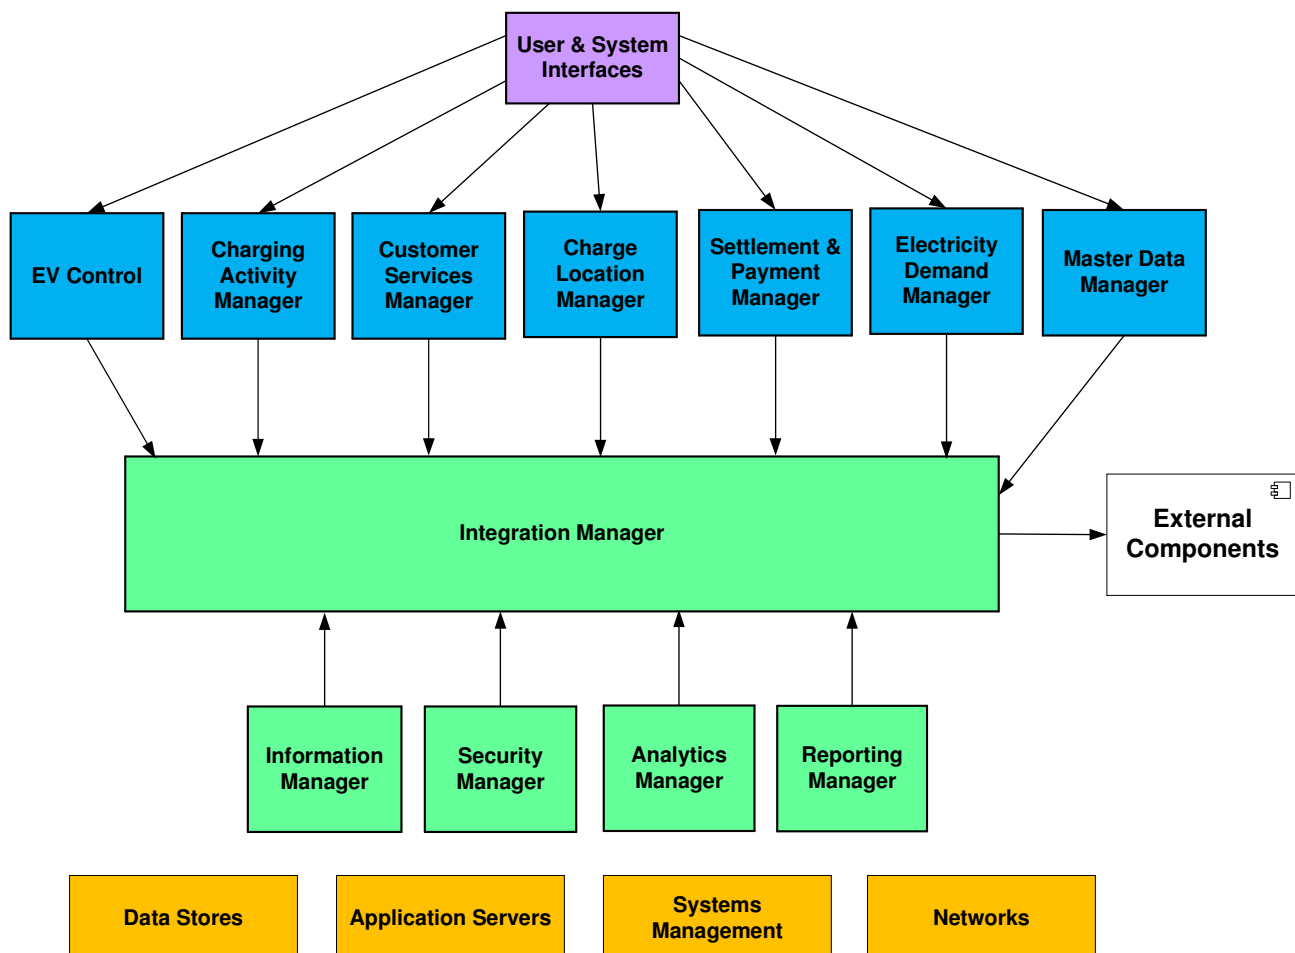 User & System
Interfaces
EV Control
Charging
Activity
Manager
Customer
Services
Manager
Charge
Location
Manager
Settlement &
Payment
Manager
Electricity
Demand
Manager
Master Data
Manager
Integration Manager
External
Components
Information
Manager
Security
Manager
Analytics
Manager
Reporting
Manager
Data Stores
Application Servers
Systems
Management
Networks